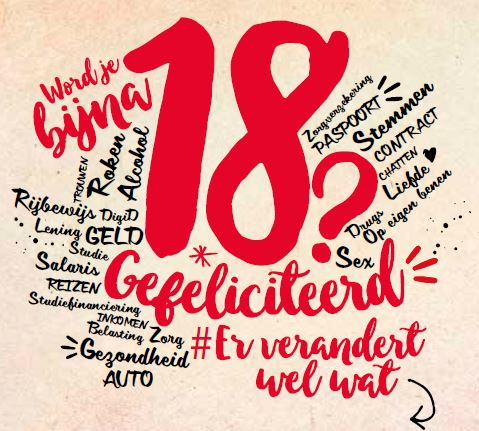 Word je
bijna
18?
Zorgverzekering
PASPOORT
Stemmen
CONTRACT
CHATTEN
Liefde
Drugs
Op eigen benen
Sex
TROUWEN
Roken
Alcohol
Rijbewijs DigiD
Lening GELD
Studie
Salaris
REIZEN
Studiefinanciering
INKOMEN
Belasting Zorg
Gezondheid
AUTO
*
Gefeliciteerd
#Er verandert
wel wat